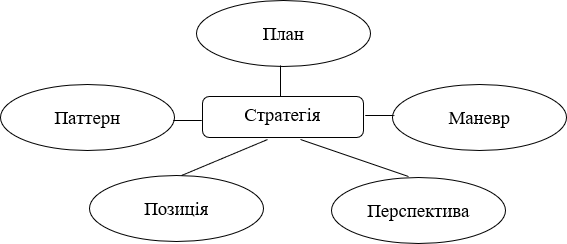 План
Паттерн
Стратегія
Маневр
Позиція
Перспектива